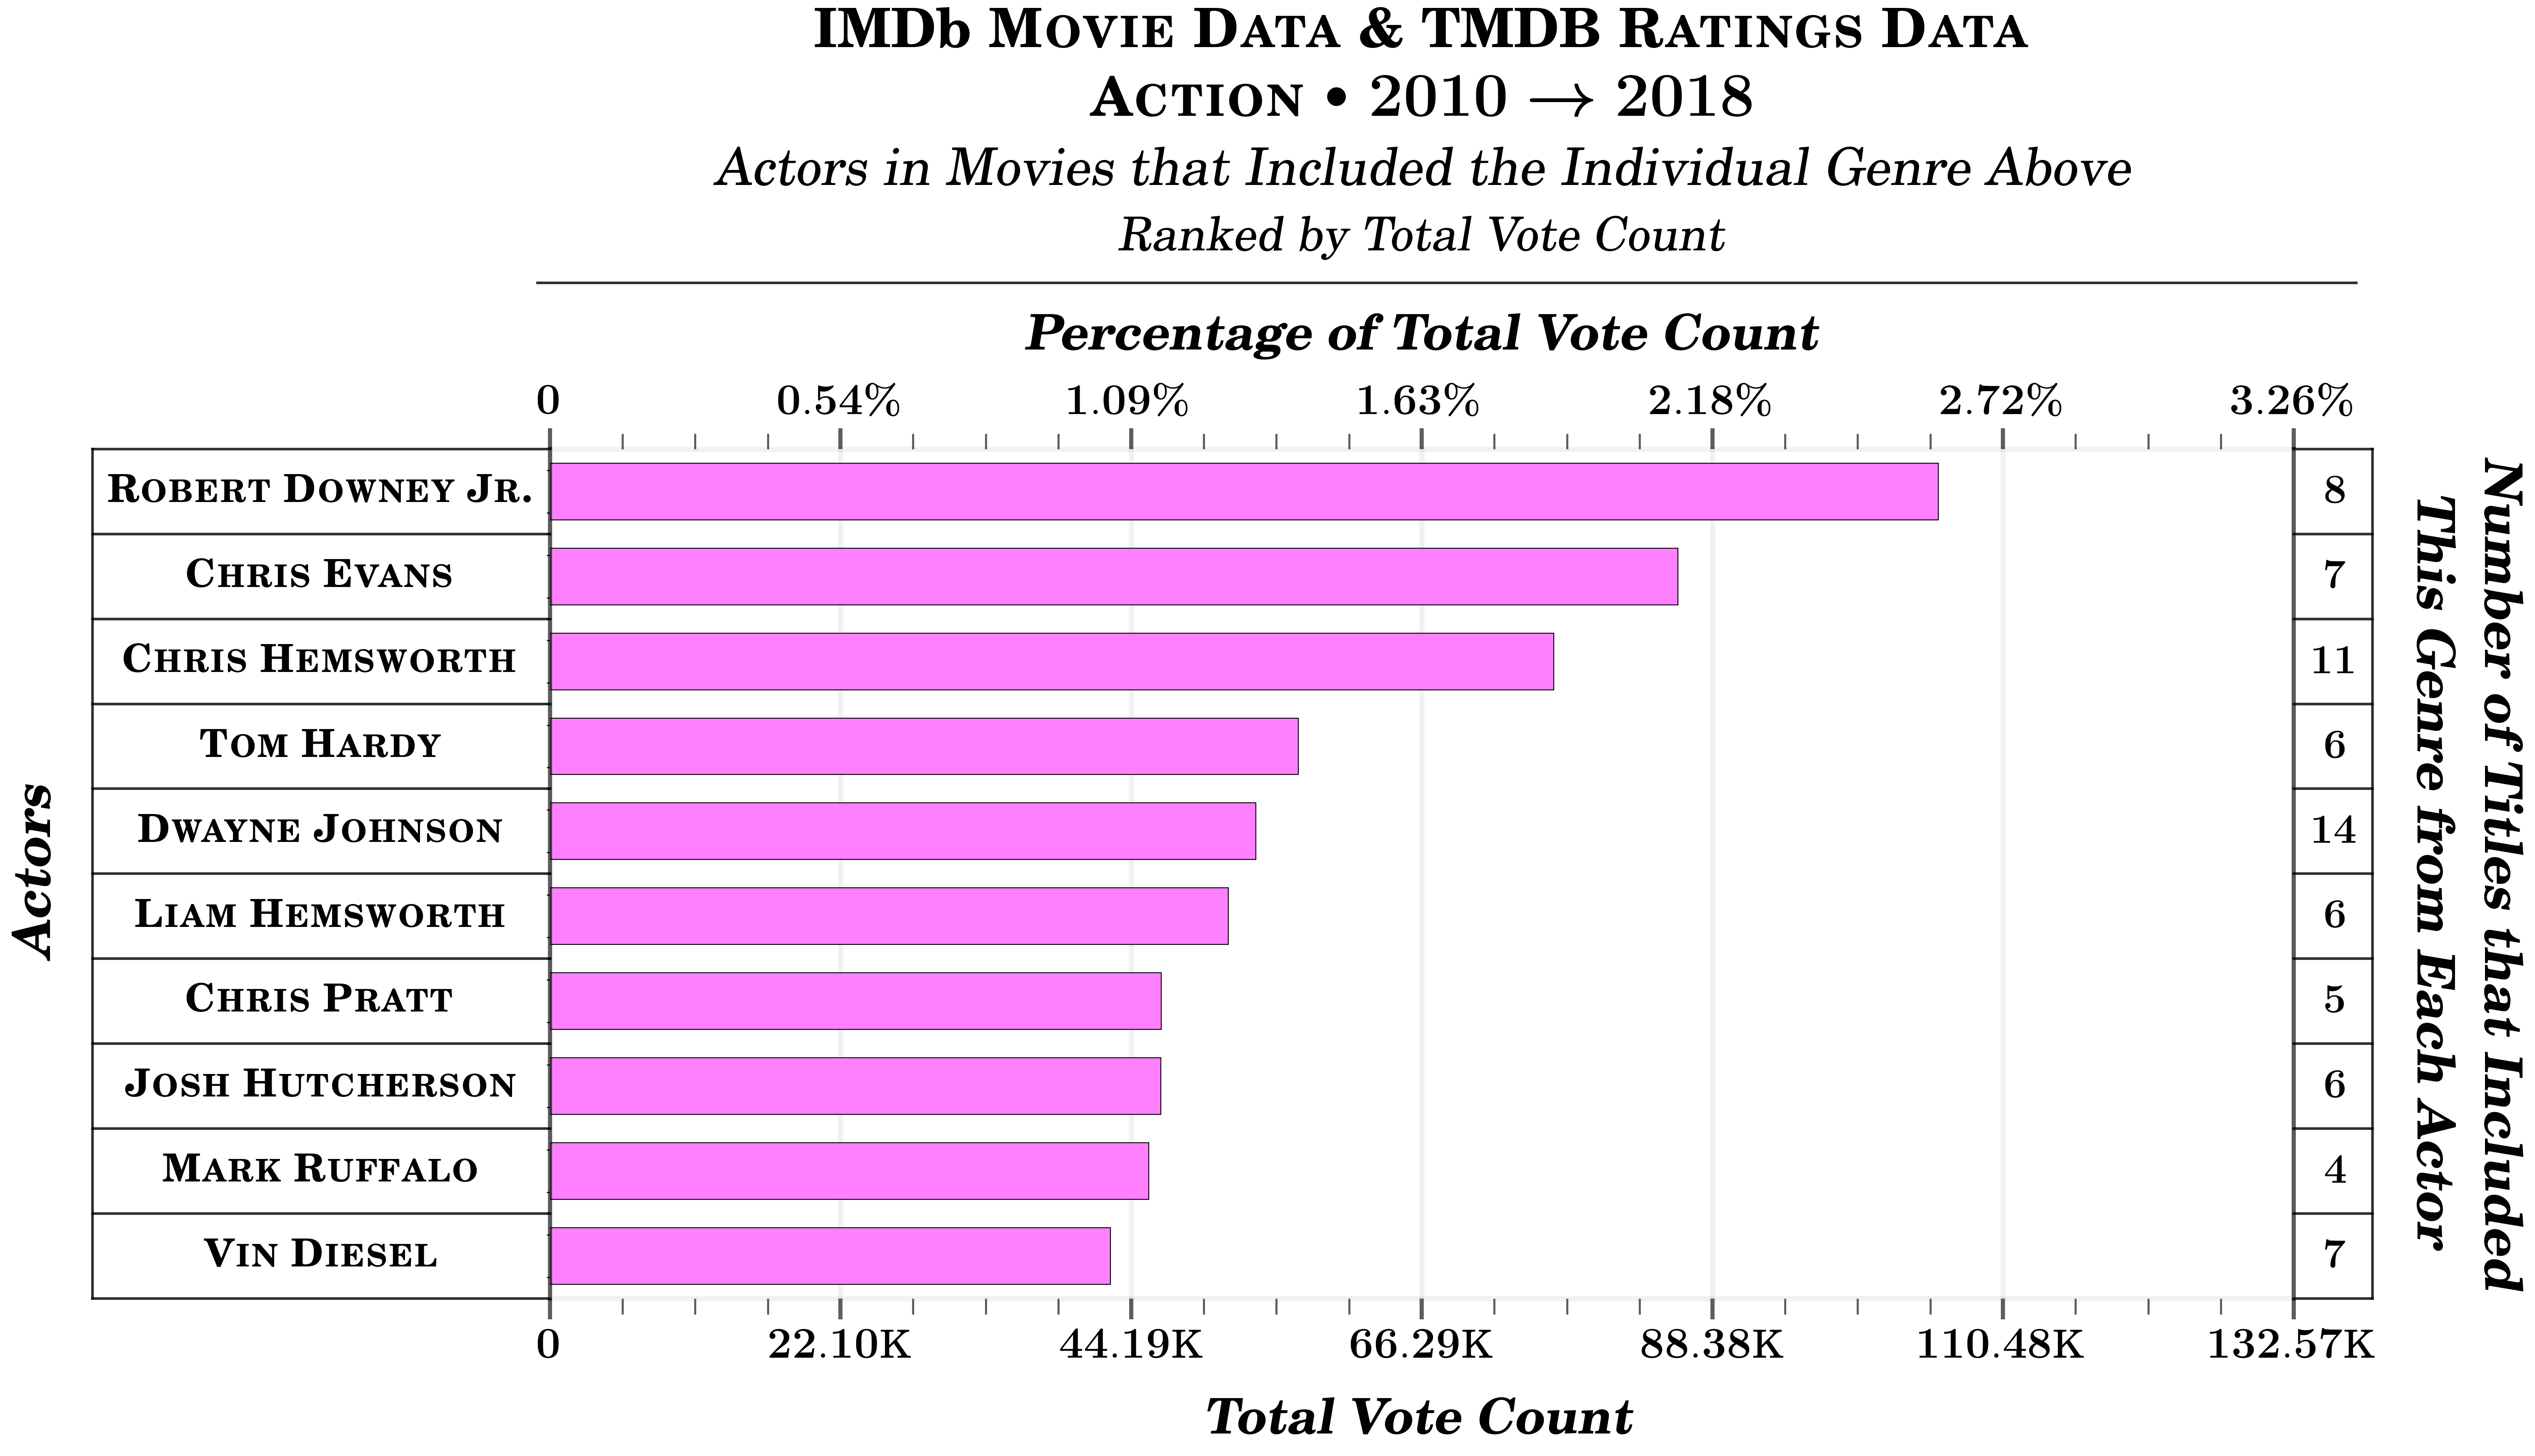 IMDb Movie Data & TMDB Ratings Data
Action • 2010 → 2018
Actors in Movies that Included the Individual Genre Above
Ranked by Total Vote Count
Percentage of Total Vote Count
0 0.54% 1.09% 1.63% 2.18% 2.72% 3.26%
Actors
Robert Downey Jr. 8
Chris Evans 7
Chris Hemsworth 11
Tom Hardy 6
Dwayne Johnson 14
Liam Hemsworth 6
Chris Pratt 5
Josh Hutcherson 6
Mark Ruffalo 4
Vin Diesel 7
Number of Titles that Included
This Genre from Each Actor
0 22.10K 44.19K 66.29K 88.38K 110.48K 132.57K
Total Vote Count